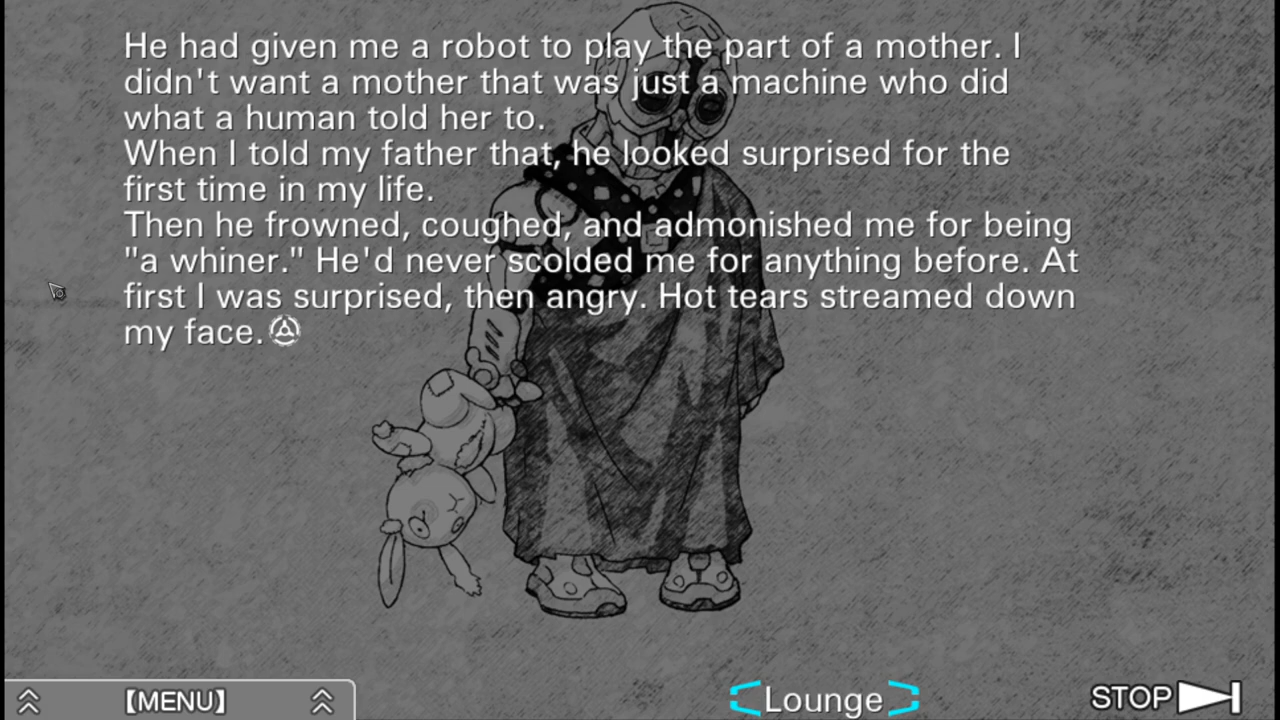 He had given me a robot to play the part of a mother. I
didn't want a mother that was just a machine who did
what a human told her to.
When I told my father that, he looked surprised for the
first time in my life.
Then he frowned, coughed, and admonished me for being
"a whiner." He'd never scolded me for anything before. At
first I was surprised, then angry. Hot tears streamed down
my face.
【MENU】
Lounge
STOP